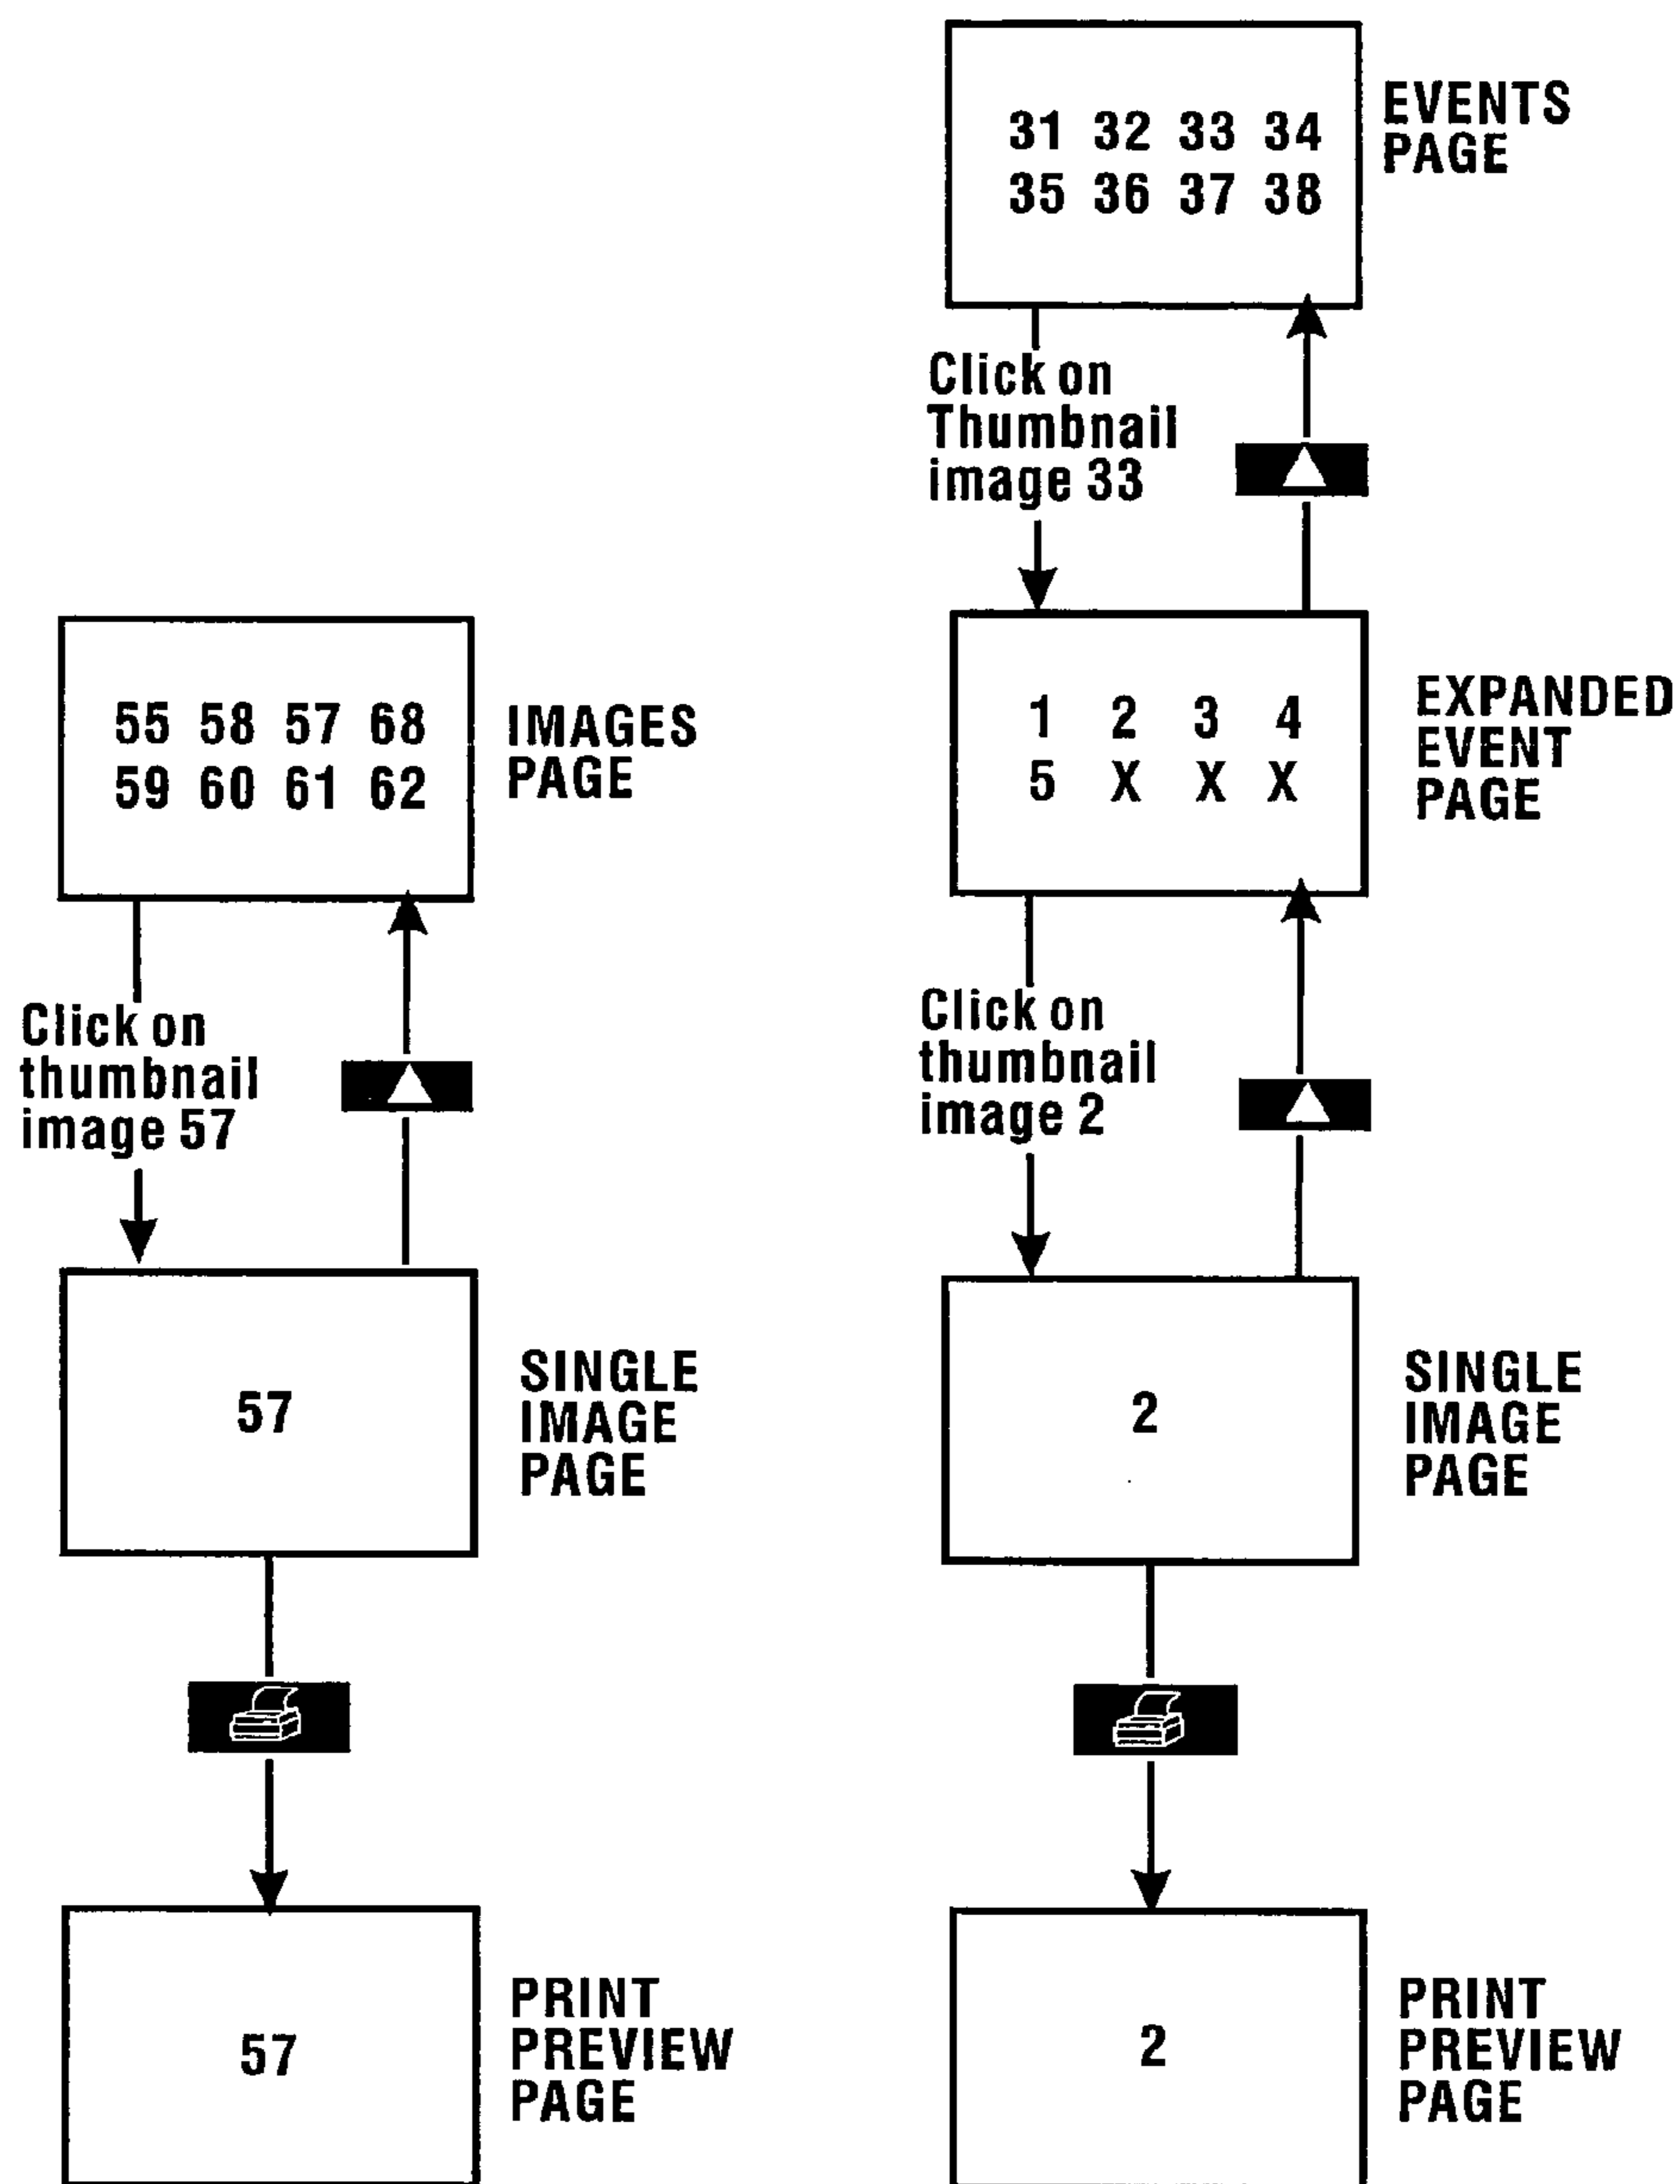 31 32 33 34
35 36 37 38
EVENTS
PAGE
Click on
Thumbnail
image 33
1 2 3 4
5 X X X
EXPANDED
EVENT
PAGE
Click on
thumbnail
image 2
2
SINGLE
IMAGE
PAGE
2
PRINT
PREVIEW
PAGE
55 58 57 68
59 60 61 62
IMAGES
PAGE
Click on
thumbnail
image 57
57
SINGLE
IMAGE
PAGE
57
PRINT
PREVIEW
PAGE